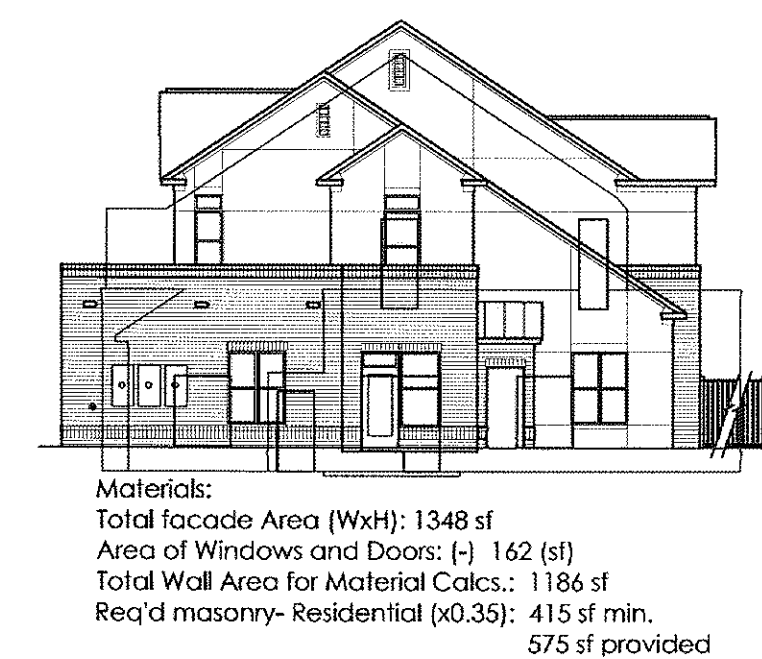 Materials:
Total facade Area (WxH): 1348 sf
Area of Windows and Doors: (-) 162 (sf)
Total Wall Area for Material Calcs.: 1186 sf
Req'd masonry- Residential (x0.35): 415 sf min.
575 sf provided